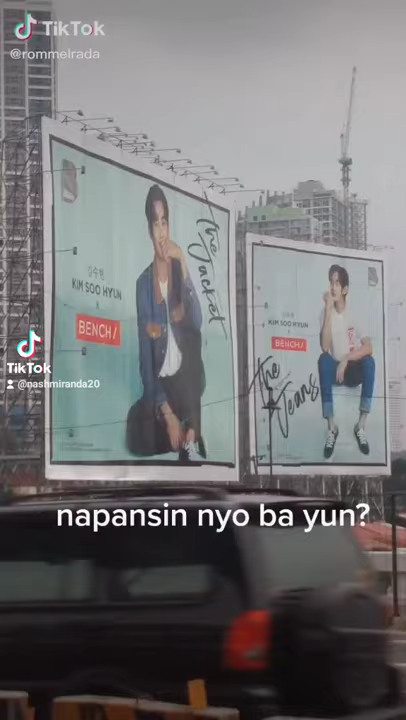 TikTok
@rommelrada
The
Jacket
김수현
KIM SOO HYUN
BENCH/
KIM SOO HYUN
BENCH/
The
Jeans
TikTok
@nashmiranda20
napansin nyo ba yun?